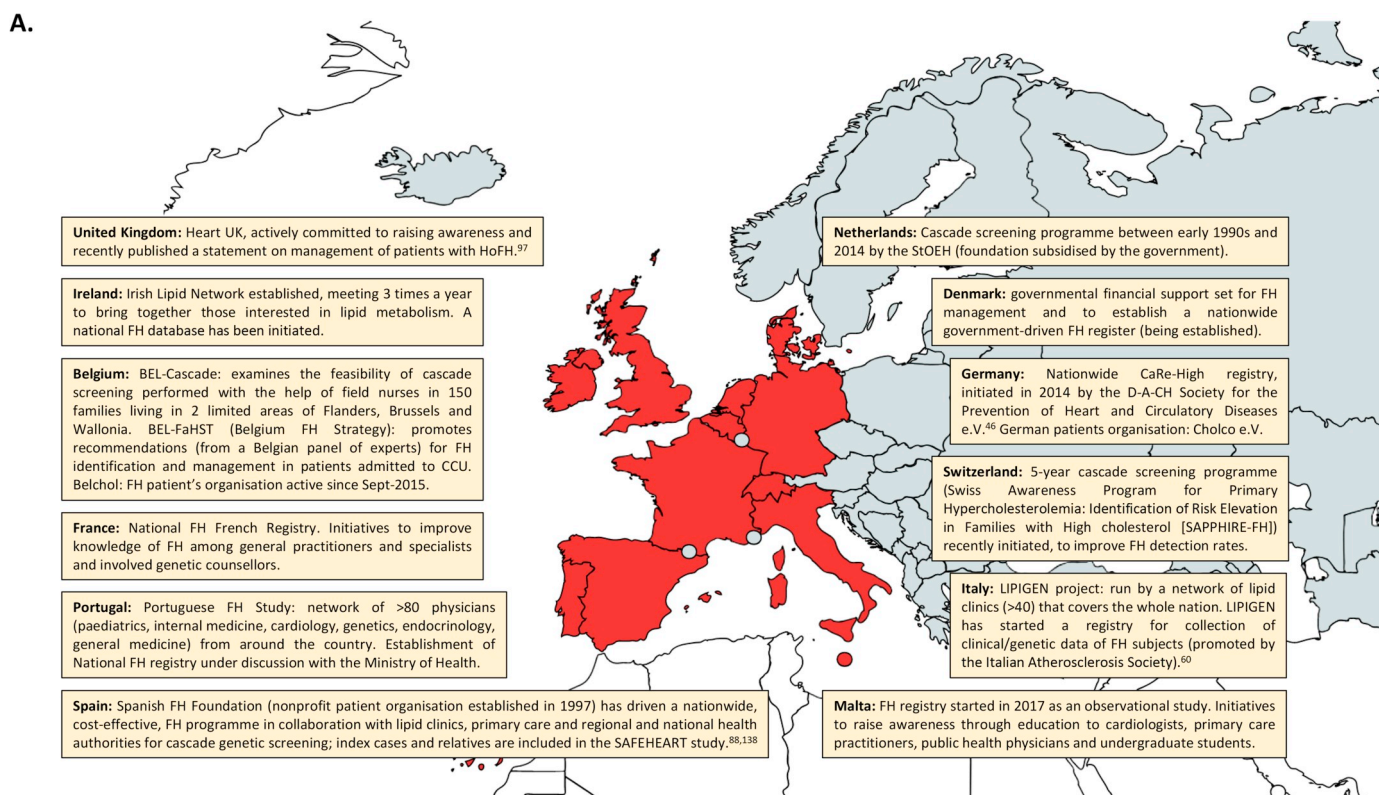 A.
United Kingdom: Heart UK, actively committed to raising awareness and
recently published a statement on management of patients with HoFH.97
Ireland: Irish Lipid Network established, meeting 3 times a year
to bring together those interested in lipid metabolism. A
national FH database has been initiated.
Belgium: BEL-Cascade: examines the feasibility of cascade
screening performed with the help of field nurses in 150
families living in 2 limited areas of Flanders, Brussels and
Wallonia. BEL-FaHST (Belgium FH Strategy): promotes
recommendations (from a Belgian panel of experts) for FH
identification and management in patients admitted to CCU.
Belchol: FH patient's organisation active since Sept-2015.
France: National FH French Registry. Initiatives to improve
knowledge of FH among general practitioners and specialists
and involved genetic counsellors.
Portugal: Portuguese FH Study: network of >80 physicians
(paediatrics, internal medicine, cardiology, genetics, endocrinology,
general medicine) from around the country. Establishment of
National FH registry under discussion with the Ministry of Health.
Spain: Spanish FH Foundation (nonprofit patient organisation established in 1997) has driven a nationwide,
cost-effective, FH programme in collaboration with lipid clinics, primary care and regional and national health
authorities for cascade genetic screening; index cases and relatives are included in the SAFEHEART study.88,138
Netherlands: Cascade screening programme between early 1990s and
2014 by the StOEH (foundation subsidised by the government).
Denmark: governmental financial support set for FH
management and to establish a nationwide
government-driven FH register (being established).
Germany: Nationwide CaRe-High registry,
initiated in 2014 by the D-A-CH Society for the
Prevention of Heart and Circulatory Diseases
e.V.46 German patients organisation: Cholco e.V.
Switzerland: 5-year cascade screening programme
(Swiss Awareness Program for Primary
Hypercholesterolemia: Identification of Risk Elevation
in Families with High cholesterol [SAPPHIRE-FH])
recently initiated, to improve FH detection rates.
Italy: LIPIGEN project: run by a network of lipid
clinics (>40) that covers the whole nation. LIPIGEN
has started a registry for collection of
clinical/genetic data of FH subjects (promoted by
the Italian Atherosclerosis Society).60
Malta: FH registry started in 2017 as an observational study. Initiatives
to raise awareness through education to cardiologists, primary care
practitioners, public health physicians and undergraduate students.